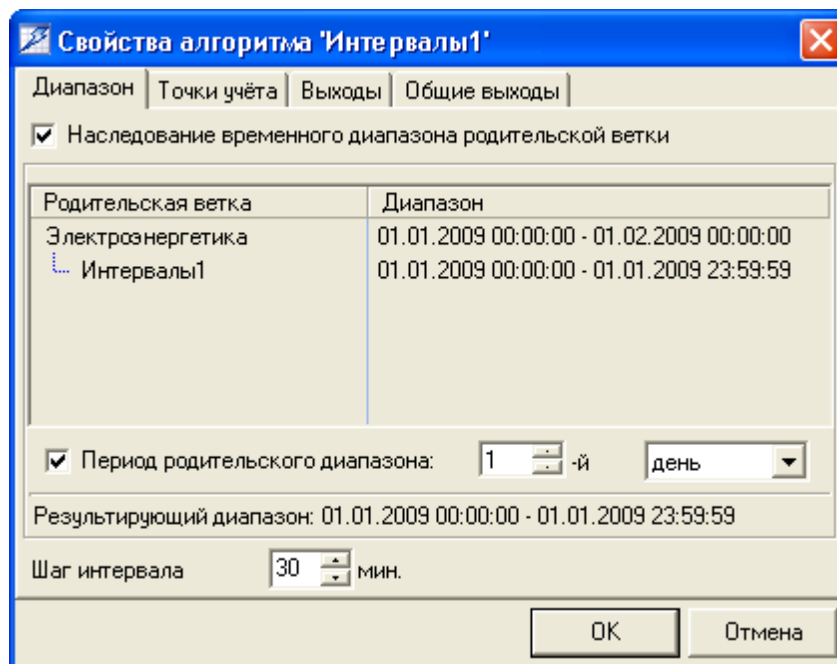 Свойства алгоритма 'Интервалы1'
Диапазон Точки учёта Выходы Общие выходы
Наследование временного диапазона родительской ветки
Родительская ветка Диапазон
Электроэнергетика 01.01.2009 00:00:00 - 01.02.2009 00:00:00
Интервалы1 01.01.2009 00:00:00 - 01.01.2009 23:59:59
Период родительского диапазона: 1 -й день
Результирующий диапазон: 01.01.2009 00:00:00 - 01.01.2009 23:59:59
Шаг интервала 30 мин.
OK Отмена